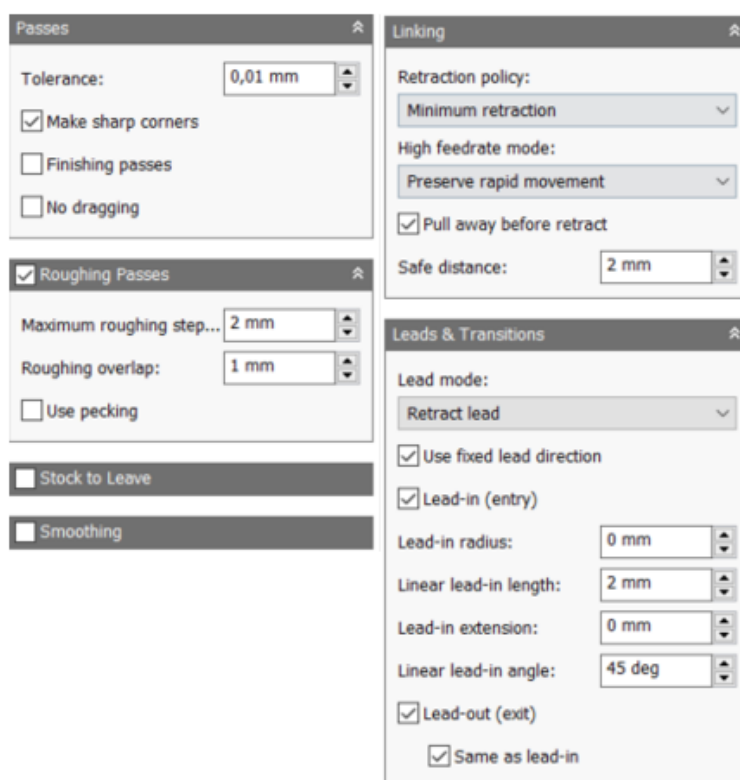 Passes
Tolerance:
0,01 mm
Make sharp corners
Finishing passes
No dragging
Roughing Passes
Maximum roughing step...
2 mm
Roughing overlap:
1 mm
Use pecking
Stock to Leave
Smoothing
Linking
Retraction policy:
Minimum retraction
High feedrate mode:
Preserve rapid movement
Pull away before retract
Safe distance:
2 mm
Leads & Transitions
Lead mode:
Retract lead
Use fixed lead direction
Lead-in (entry)
Lead-in radius:
0 mm
Linear lead-in length:
2 mm
Lead-in extension:
0 mm
Linear lead-in angle:
45 deg
Lead-out (exit)
Same as lead-in